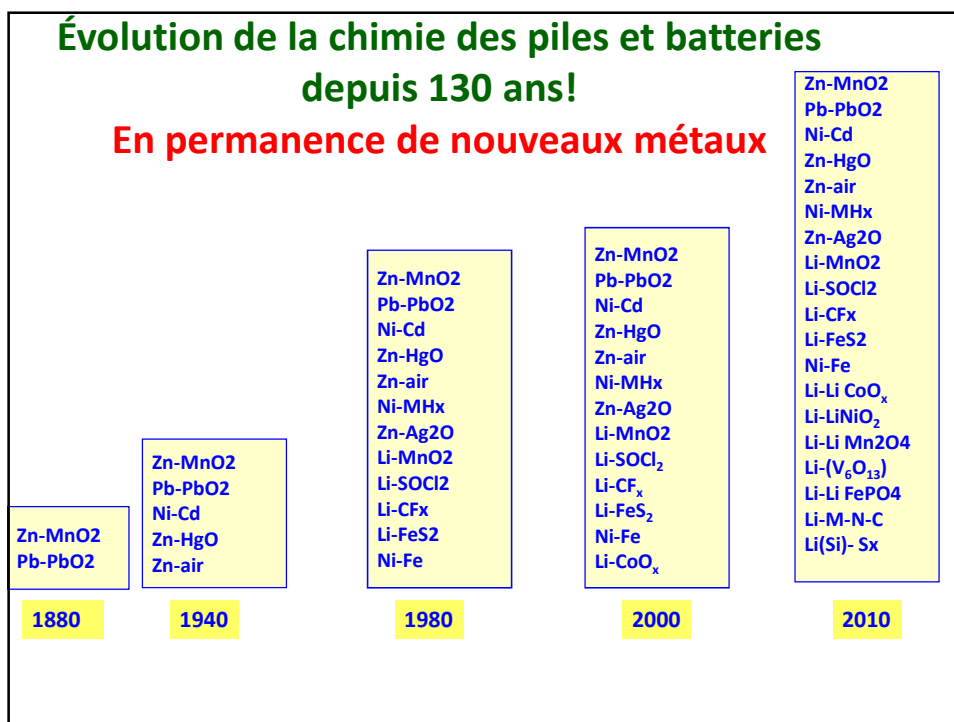 Évolution de la chimie des piles et batteries
depuis 130 ans!
En permanence de nouveaux métaux
Zn-MnO2
Pb-PbO2
1880
Zn-MnO2
Pb-PbO2
Ni-Cd
Zn-HgO
Zn-air
1940
Zn-MnO2
Pb-PbO2
Ni-Cd
Zn-HgO
Zn-air
Ni-MHx
Zn-Ag2O
Li-MnO2
Li-SOCl2
Li-CFx
Li-FeS2
Ni-Fe
1980
Zn-MnO2
Pb-PbO2
Ni-Cd
Zn-HgO
Zn-air
Ni-MHx
Zn-Ag2O
Li-MnO2
Li-SOCl₂
Li-CFₓ
Li-FeS₂
Ni-Fe
Li-CoOₓ
2000
Zn-MnO2
Pb-PbO2
Ni-Cd
Zn-HgO
Zn-air
Ni-MHx
Zn-Ag2O
Li-MnO2
Li-SOCl2
Li-CFx
Li-FeS2
Ni-Fe
Li-Li CoOₓ
Li-LiNiO₂
Li-Li Mn2O4
Li-(V₆O₁₃)
Li-Li FePO4
Li-M-N-C
Li(Si)- Sx
2010